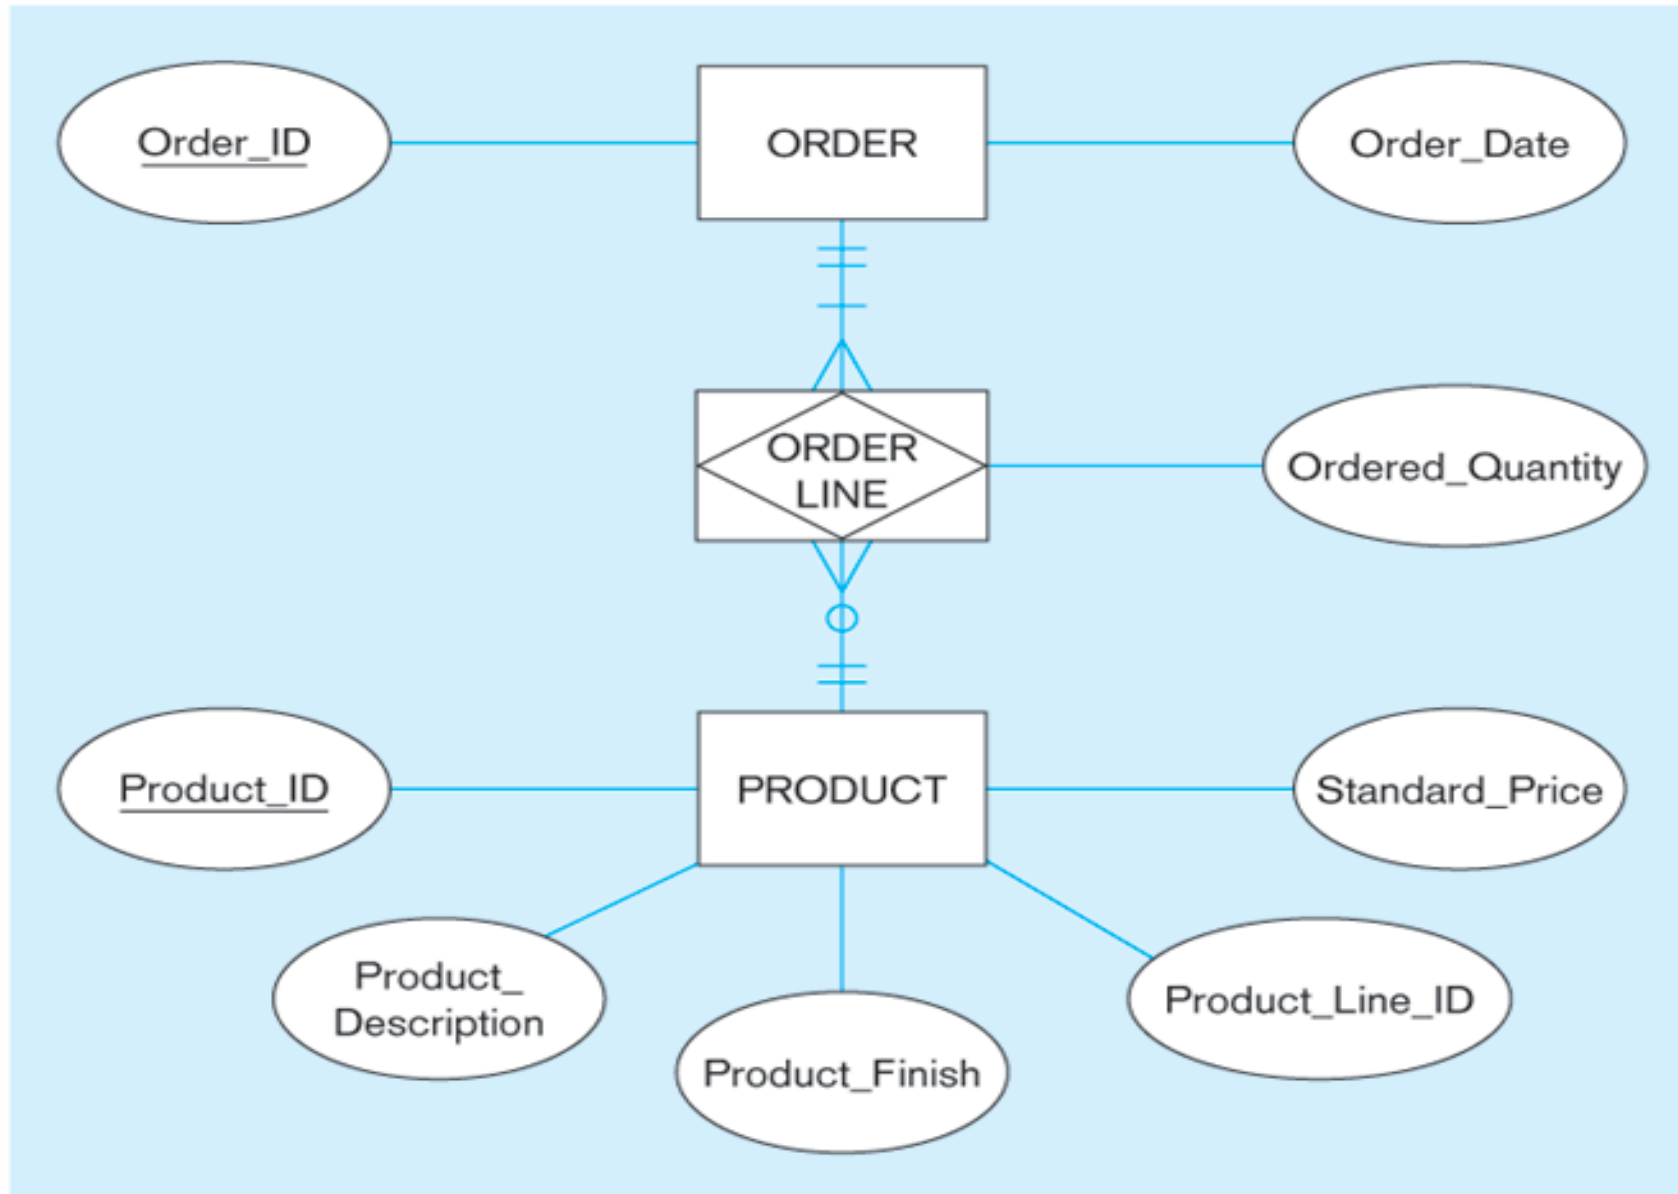 Order_ID
ORDER
Order_Date
ORDER
LINE
Ordered_Quantity
Product_ID
PRODUCT
Standard_Price
Product_
Description
Product_Finish
Product_Line_ID